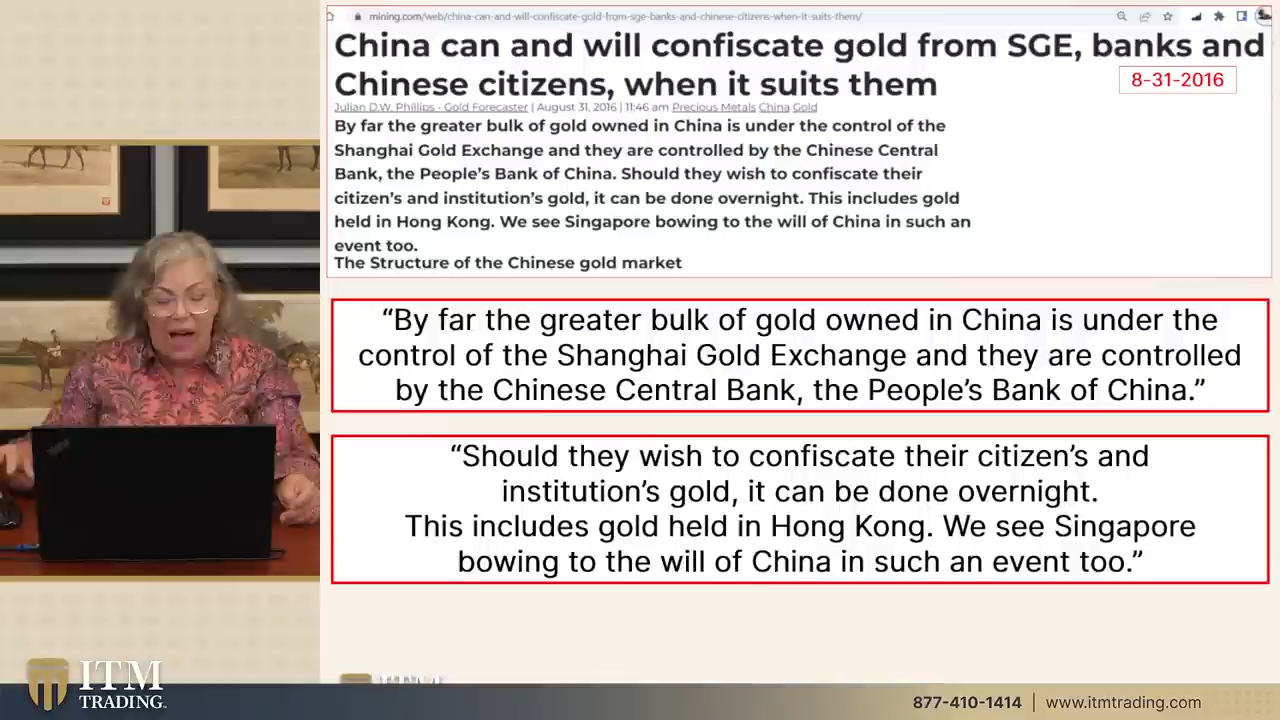 mining.com/web/china-can-and-will-confiscate-gold-from-sge-banks-and-chinese-citizens-when-it-suits-them/
China can and will confiscate gold from SGE, banks and
Chinese citizens, when it suits them
8-31-2016
Julian D.W. Phillips - Gold Forecaster | August 31, 2016 | 11:46 am Precious Metals China Gold
By far the greater bulk of gold owned in China is under the control of the
Shanghai Gold Exchange and they are controlled by the Chinese Central
Bank, the People's Bank of China. Should they wish to confiscate their
citizen's and institution's gold, it can be done overnight. This includes gold
held in Hong Kong. We see Singapore bowing to the will of China in such an
event too.
The Structure of the Chinese gold market
“By far the greater bulk of gold owned in China is under the
control of the Shanghai Gold Exchange and they are controlled
by the Chinese Central Bank, the People’s Bank of China.”
“Should they wish to confiscate their citizen’s and
institution’s gold, it can be done overnight.
This includes gold held in Hong Kong. We see Singapore
bowing to the will of China in such an event too.”
ThinkPad
ITM
TRADING
877-410-1414 | www.itmtrading.com